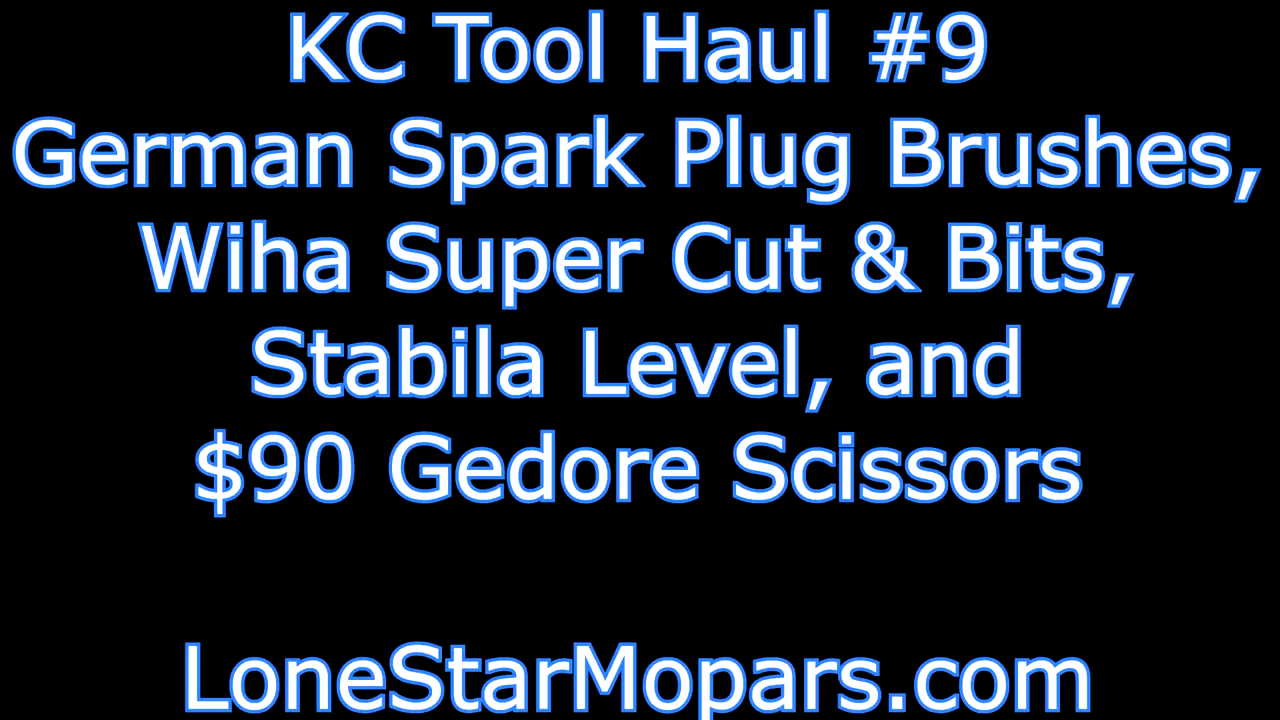 KC Tool Haul #9
German Spark Plug Brushes,
Wiha Super Cut & Bits,
Stabila Level, and
$90 Gedore Scissors
LoneStarMopars.com